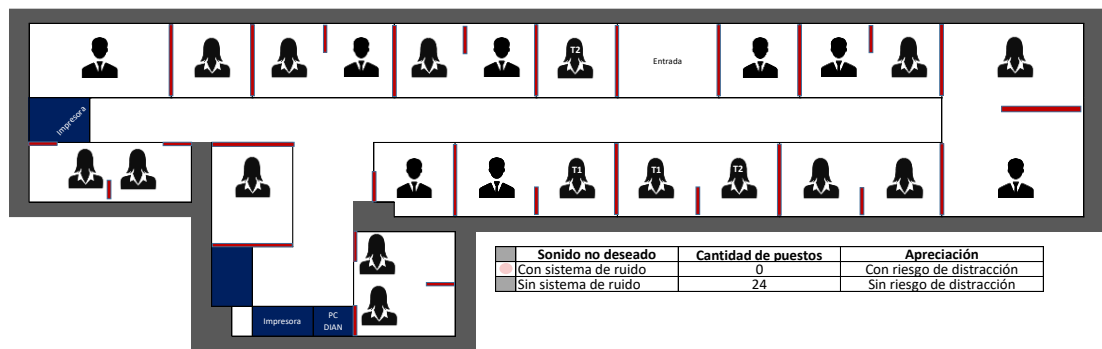 T2
Entrada
Impresora
T1
T1
T2
Sonido no deseado Cantidad de puestos Apreciación
Con sistema de ruido 0 Con riesgo de distracción
Sin sistema de ruido 24 Sin riesgo de distracción
Impresora
PC
DIAN